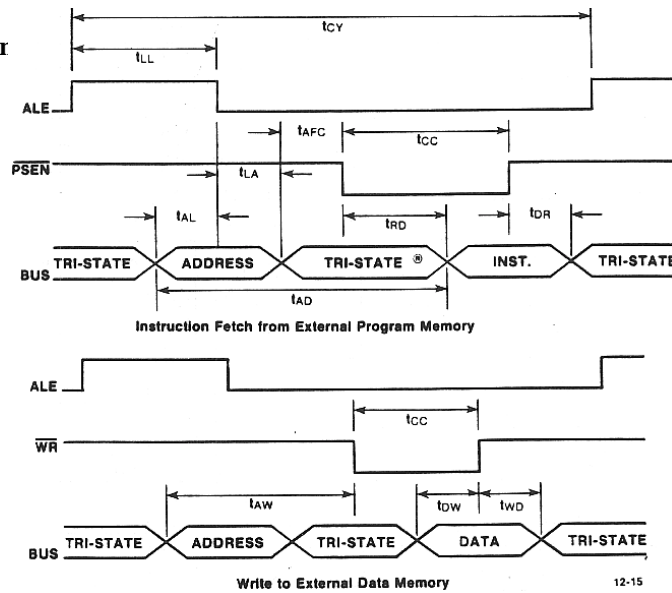 r
tCY
tLL
ALE
tAFC
tCC
PSEN
tLA
tAL
tRD
tDR
BUS TRI-STATE ADDRESS TRI-STATE ® INST. TRI-STATE
tAD
Instruction Fetch from External Program Memory
ALE
tCC
WR
tAW
tDW tWD
BUS TRI-STATE ADDRESS TRI-STATE DATA TRI-STATE
Write to External Data Memory
12-15